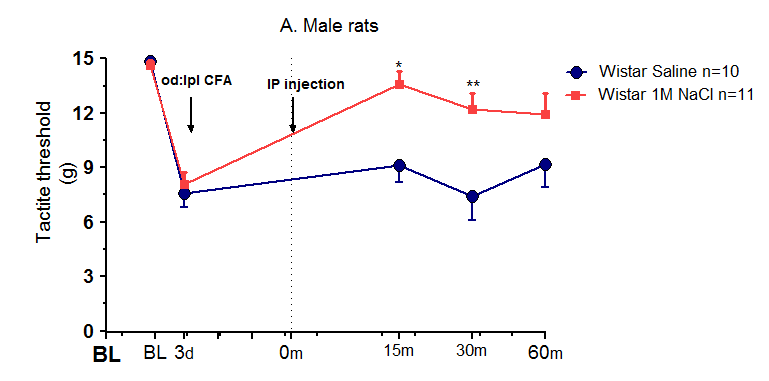 A. Male rats
15
12
9
6
3
0
Tactite threshold
(g)
od:lpl CFA
IP injection
*
**
Wistar Saline n=10
Wistar 1M NaCl n=11
BL BL 3d 0m 15m 30m 60m